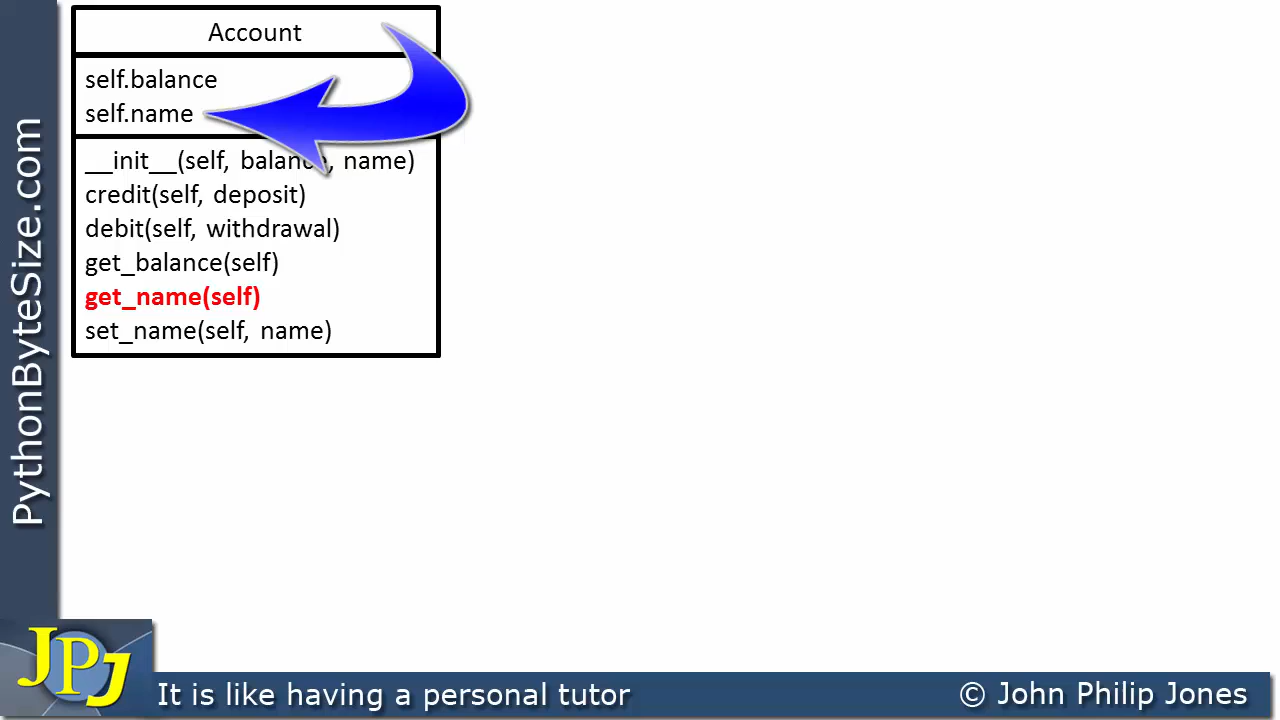 Account
self.balance
self.name
__init__(self, balance, name)
credit(self, deposit)
debit(self, withdrawal)
get_balance(self)
get_name(self)
set_name(self, name)
PythonByteSize.com
JPJ
It is like having a personal tutor
© John Philip Jones